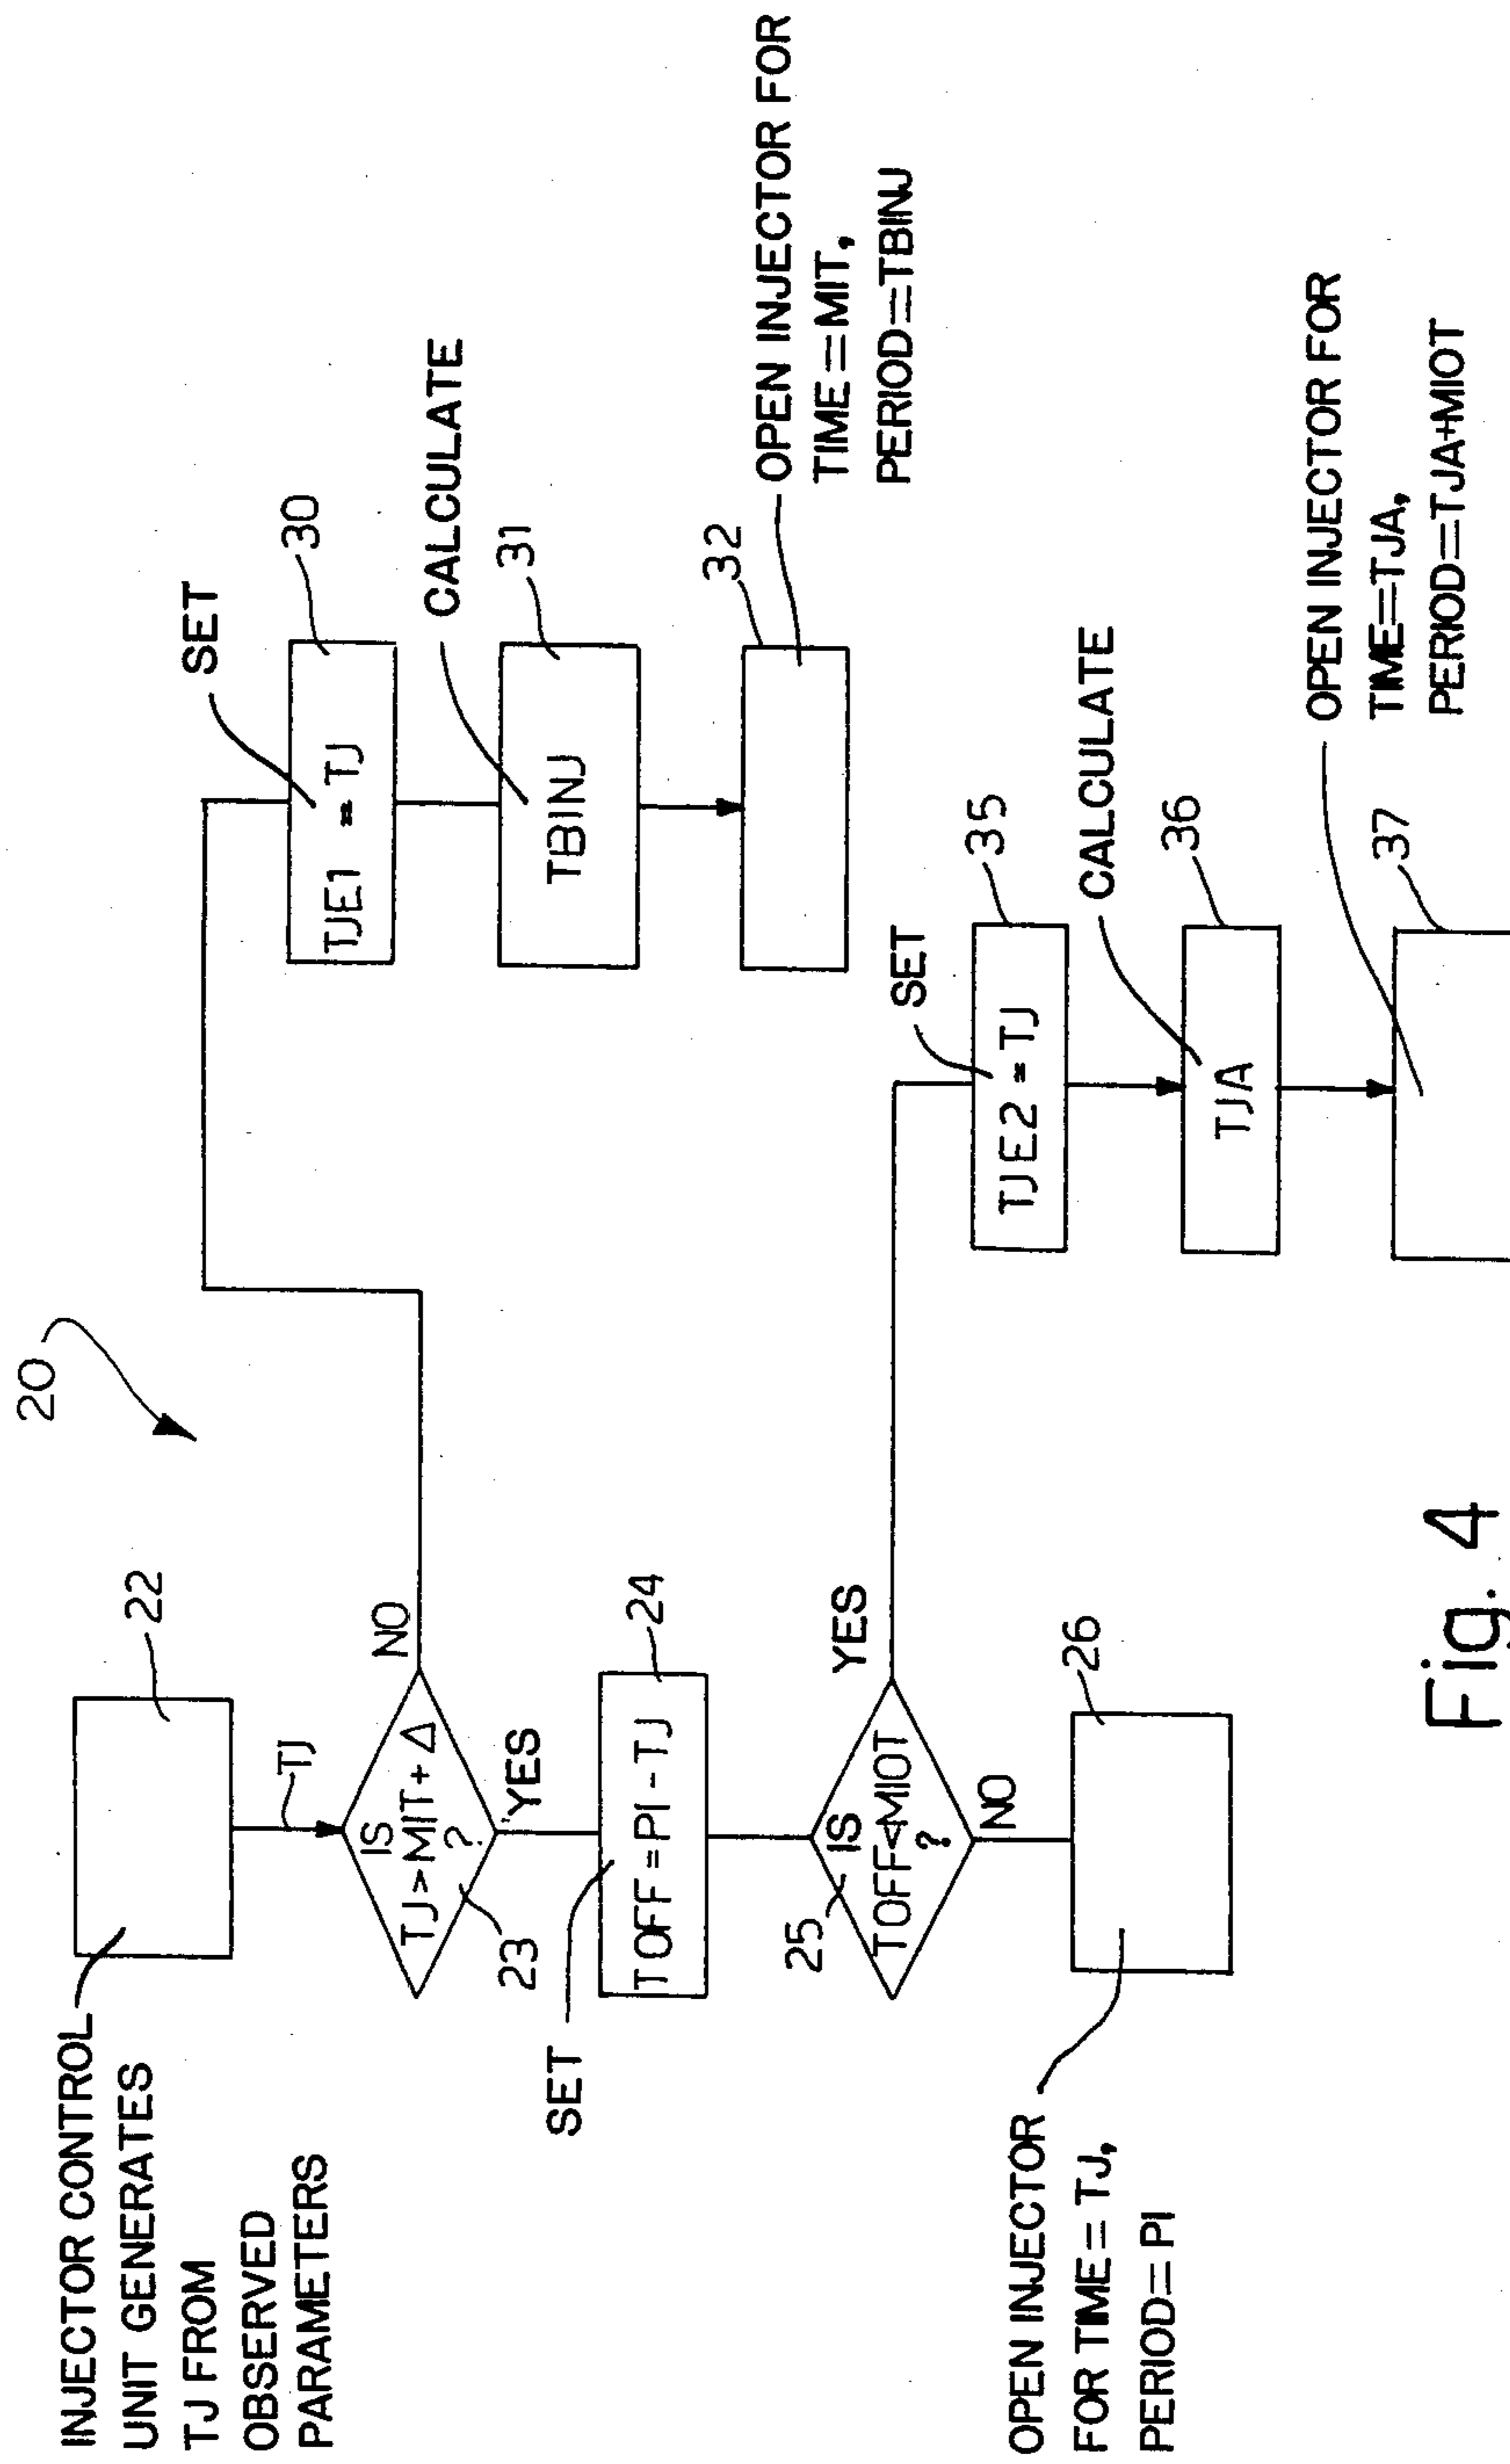 20
INJECTOR CONTROL
UNIT GENERATES
TJ FROM
OBSERVED
PARAMETERS
22
TJ
IS
TJ>MIT+Δ
?
23
NO
YES
SET
TOFF=PI-TJ
24
25
IS
TOFF<MIOT
?
YES
NO
26
OPEN INJECTOR
FOR TIME=TJ,
PERIOD=PI
SET
TJE1 = TJ
30
CALCULATE
TBINJ
31
32
OPEN INJECTOR FOR
TIME=MIT,
PERIOD=TBINJ
SET
TJE2 = TJ
35
CALCULATE
TJA
36
OPEN INJECTOR FOR
TIME=TJA,
PERIOD=TJA+MIOT
37
Fig. 4